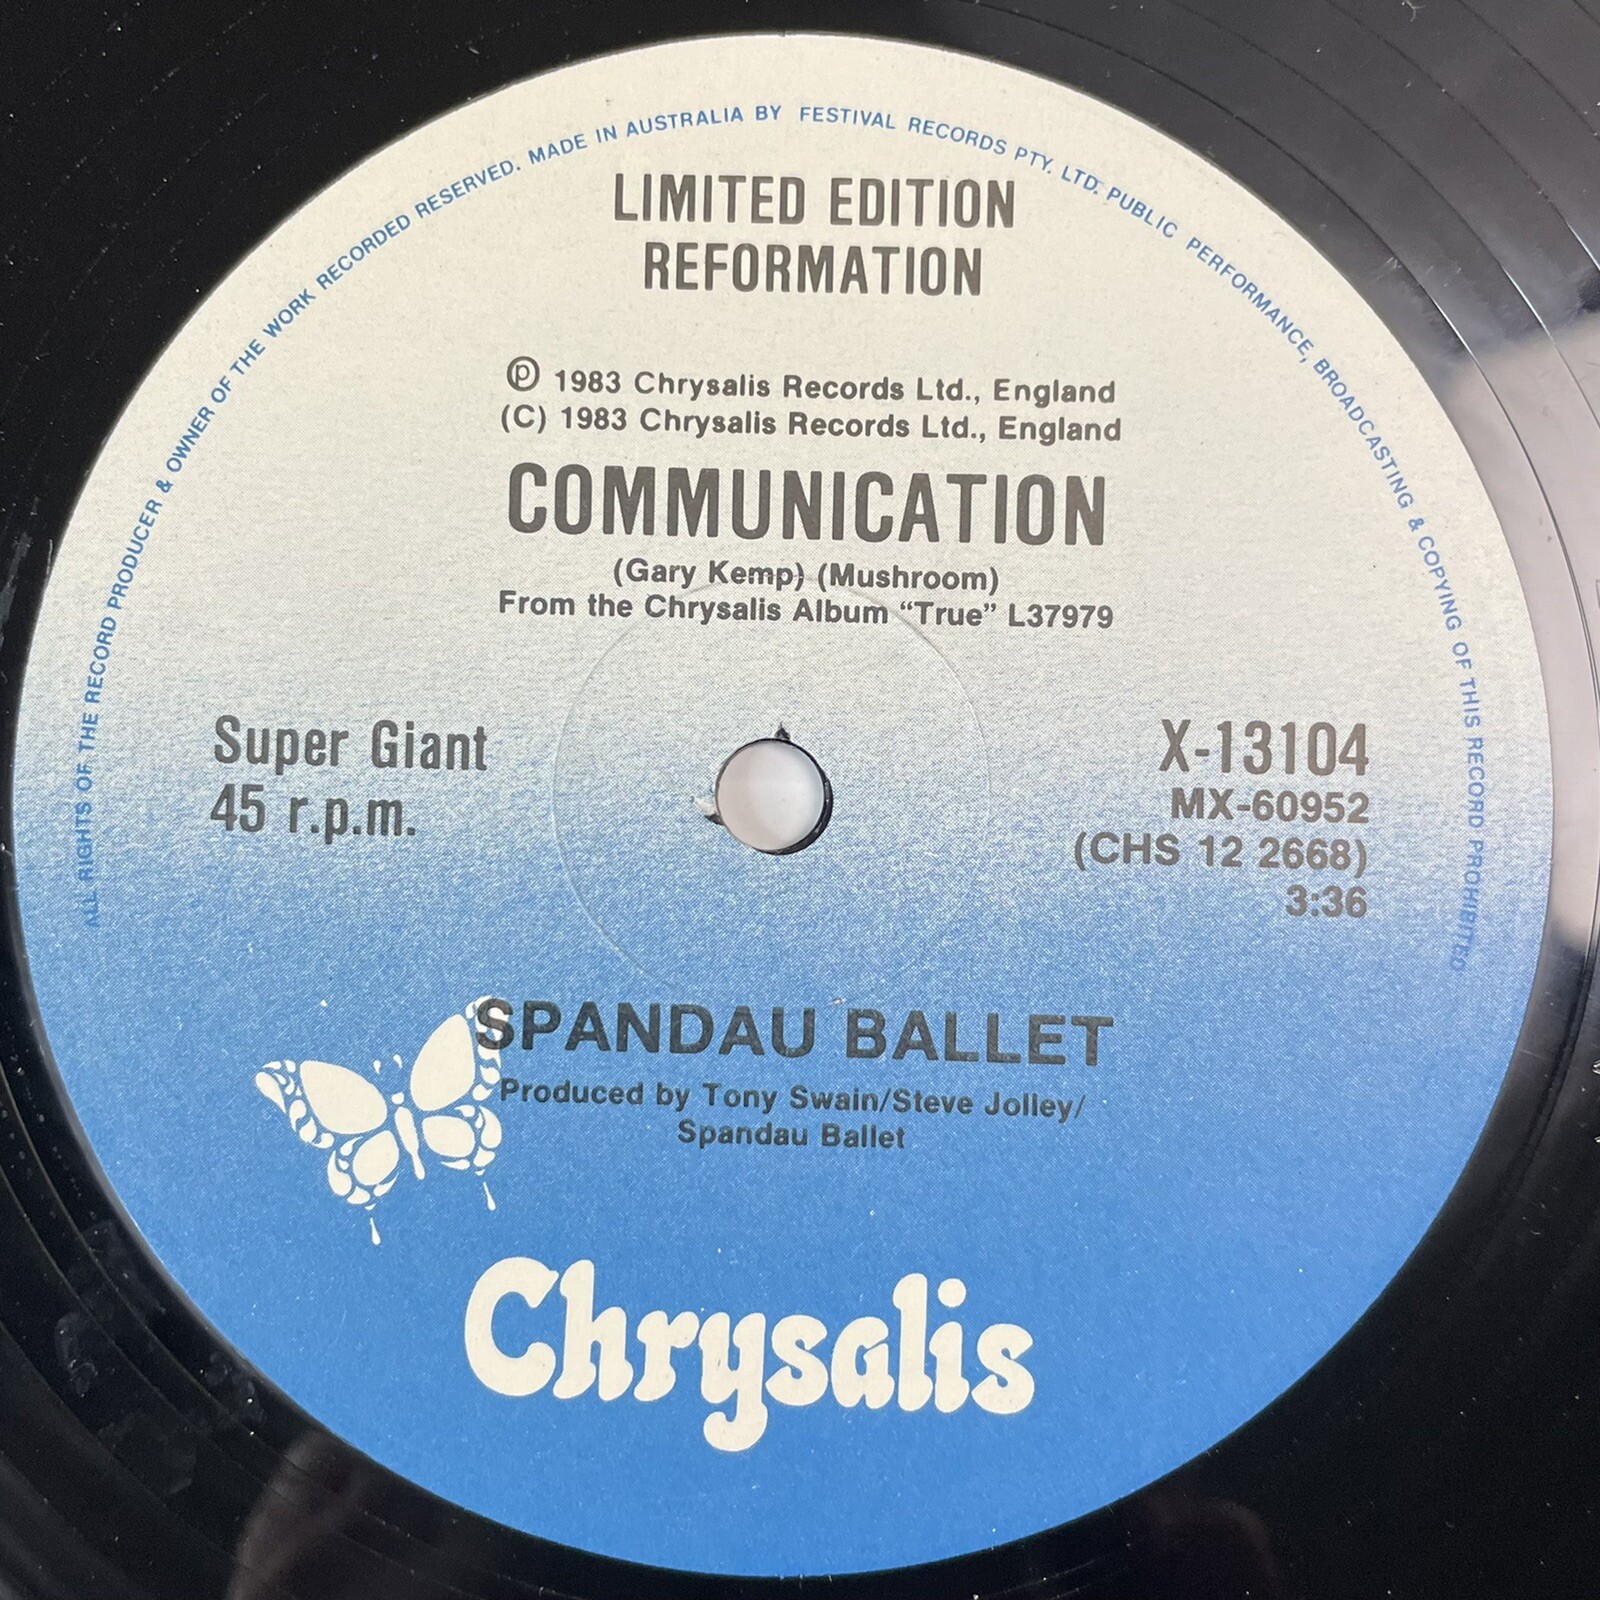 ALL RIGHTS OF THE RECORD PRODUCER & OWNER OF THE WORK RECORDED RESERVED. MADE IN AUSTRALIA BY FESTIVAL RECORDS PTY. LTD. PUBLIC PERFORMANCE, BROADCASTING & COPYING OF THIS RECORD PROHIBITED
LIMITED EDITION
REFORMATION
℗ 1983 Chrysalis Records Ltd., England
(C) 1983 Chrysalis Records Ltd., England
COMMUNICATION
(Gary Kemp) (Mushroom)
From the Chrysalis Album “True” L37979
Super Giant
45 r.p.m.
X-13104
MX-60952
(CHS 12 2668)
3:36
SPANDAU BALLET
Produced by Tony Swain/Steve Jolley/
Spandau Ballet
Chrysalis